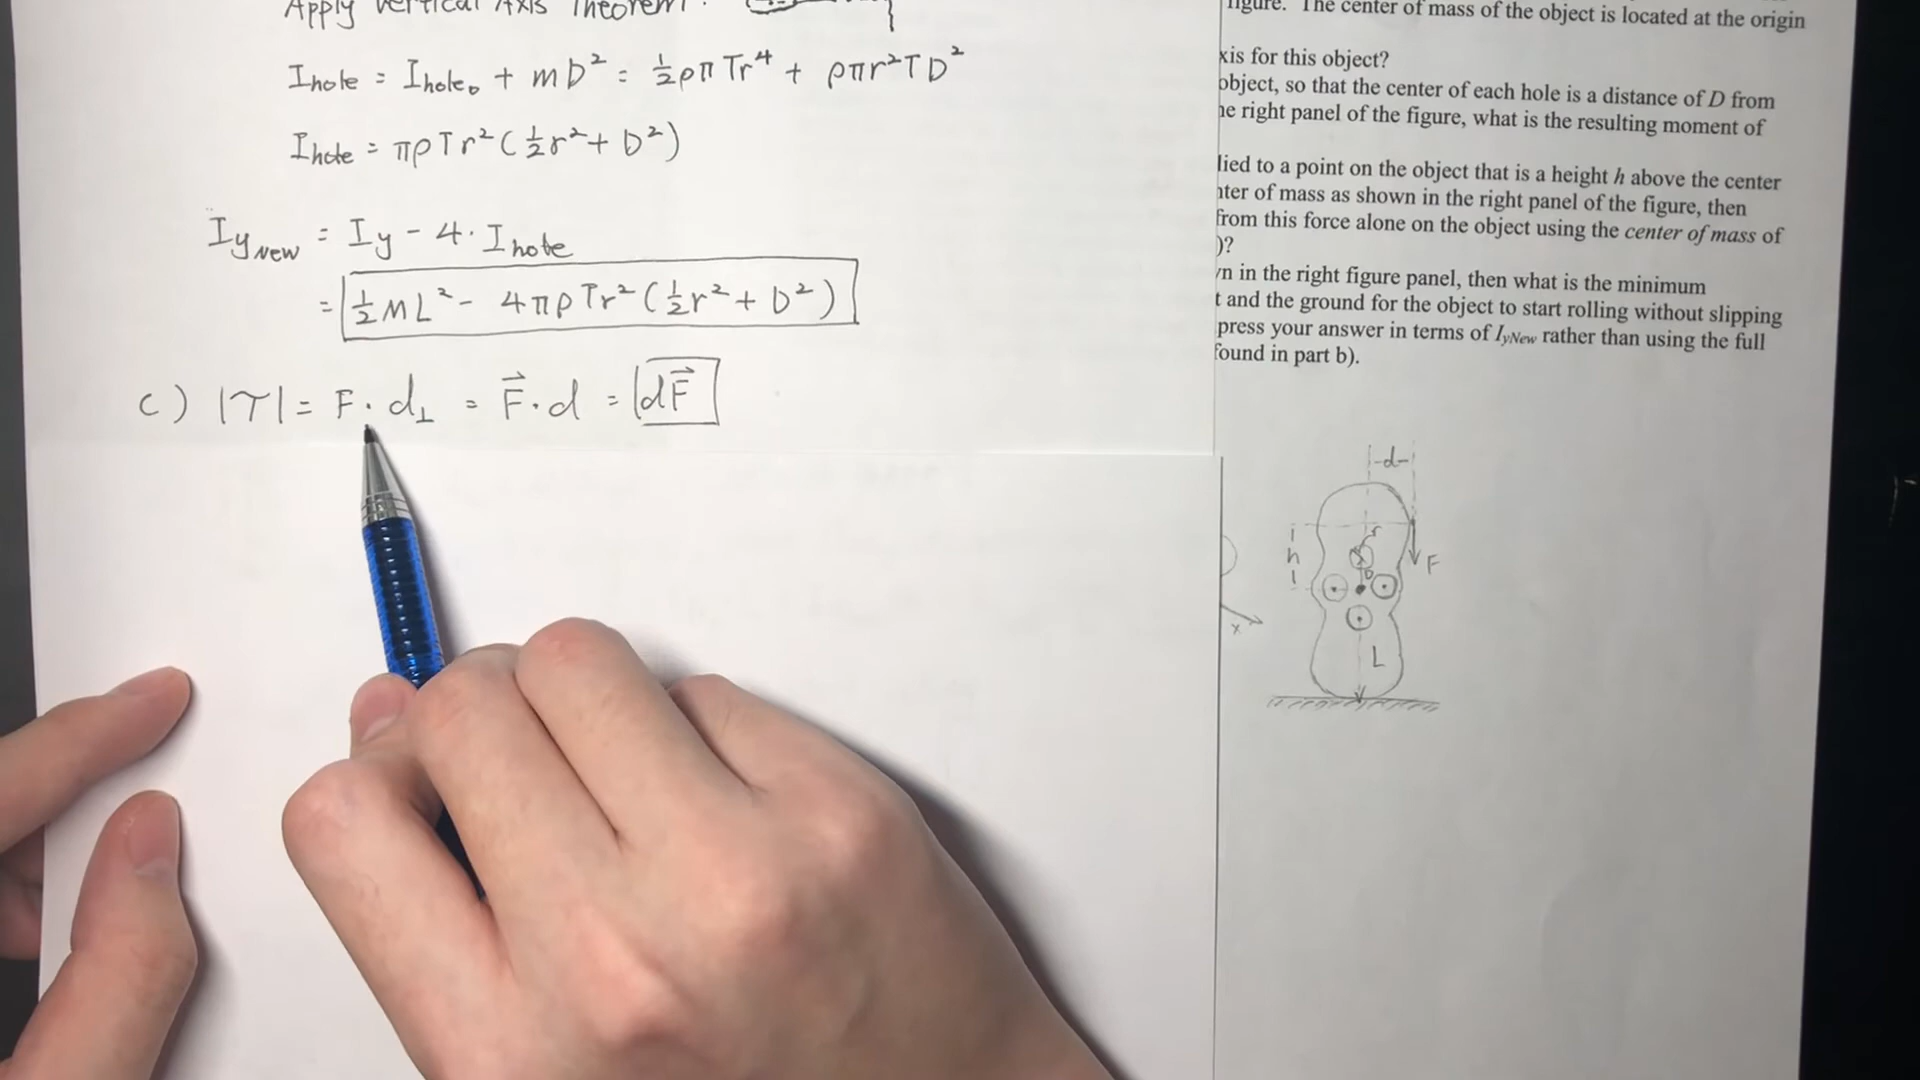 Apply Vertical Axis Theorem:
I_hole = I_hole₀ + mD² = ½ρπTr⁴ + ρπr²TD²
I_hole = πρTr²(½r² + D²)
I_yNew = I_y - 4·I_hole
= ½ML² - 4πρTr²(½r² + D²)
c) |τ| = F·d⊥ = F⃗·d = dF⃗
figure. The center of mass of the object is located at the origin
xis for this object?
object, so that the center of each hole is a distance of D from
he right panel of the figure, what is the resulting moment of
lied to a point on the object that is a height h above the center
nter of mass as shown in the right panel of the figure, then
from this force alone on the object using the center of mass of
)?
n in the right figure panel, then what is the minimum
t and the ground for the object to start rolling without slipping
press your answer in terms of I_yNew rather than using the full
found in part b).
-d-
r
h
D
F
L
x